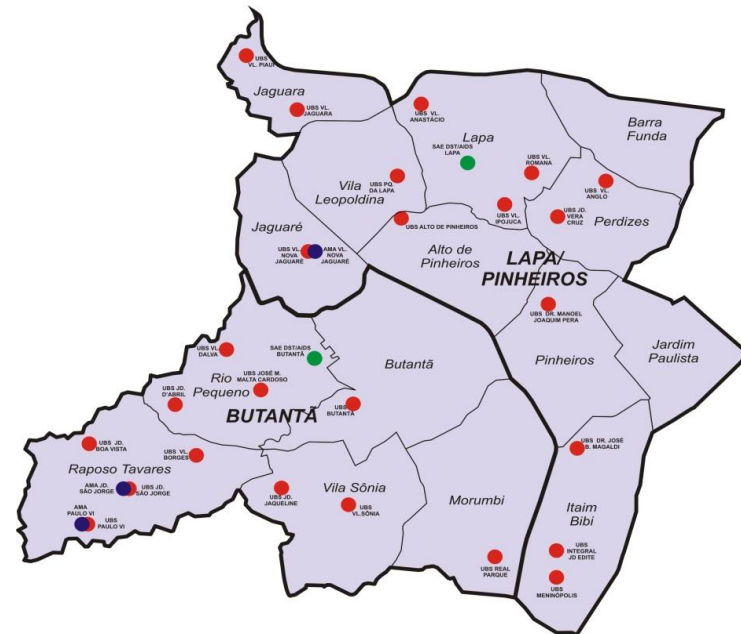 UBS
VL. PIAUÍ
Jaguara
UBS VL.
JAGUARA
UBS VL.
ANASTÁCIO
Lapa
SAE DST/AIDS
LAPA
UBS VL.
ROMANA
Barra
Funda
Vila
Leopoldina
UBS PQ.
DA LAPA
UBS VL.
IPOJUCA
UBS VL.
ANGLO
UBS JD.
VERA
CRUZ
Perdizes
UBS ALTO DE PINHEIROS
Alto de
Pinheiros
Jaguaré
UBS VL.
NOVA
JAGUARÉ
AMA VL.
NOVA
JAGUARÉ
LAPA/
PINHEIROS
UBS DR. MANOEL
JOAQUIM PERA
Pinheiros
Jardim
Paulista
UBS VL.
DALVA
SAE DST/AIDS
BUTANTÃ
Butantã
Rio
Pequeno
UBS JOSÉ M.
MALTA CARDOSO
UBS JD.
D'ABRIL
BUTANTÃ
UBS
BUTANTÃ
UBS JD.
BOA VISTA
UBS VL.
BORGES
Raposo Tavares
AMA JD.
SÃO JORGE
UBS JD.
SÃO JORGE
AMA
PAULO VI
UBS
PAULO VI
UBS JD.
JAQUELINE
Vila Sônia
UBS
VL.SÔNIA
Morumbi
UBS REAL
PARQUE
UBS DR. JOSÉ
B. MAGALDI
Itaim
Bibi
UBS
INTEGRAL
JD EDITE
UBS
MENINÓPOLIS